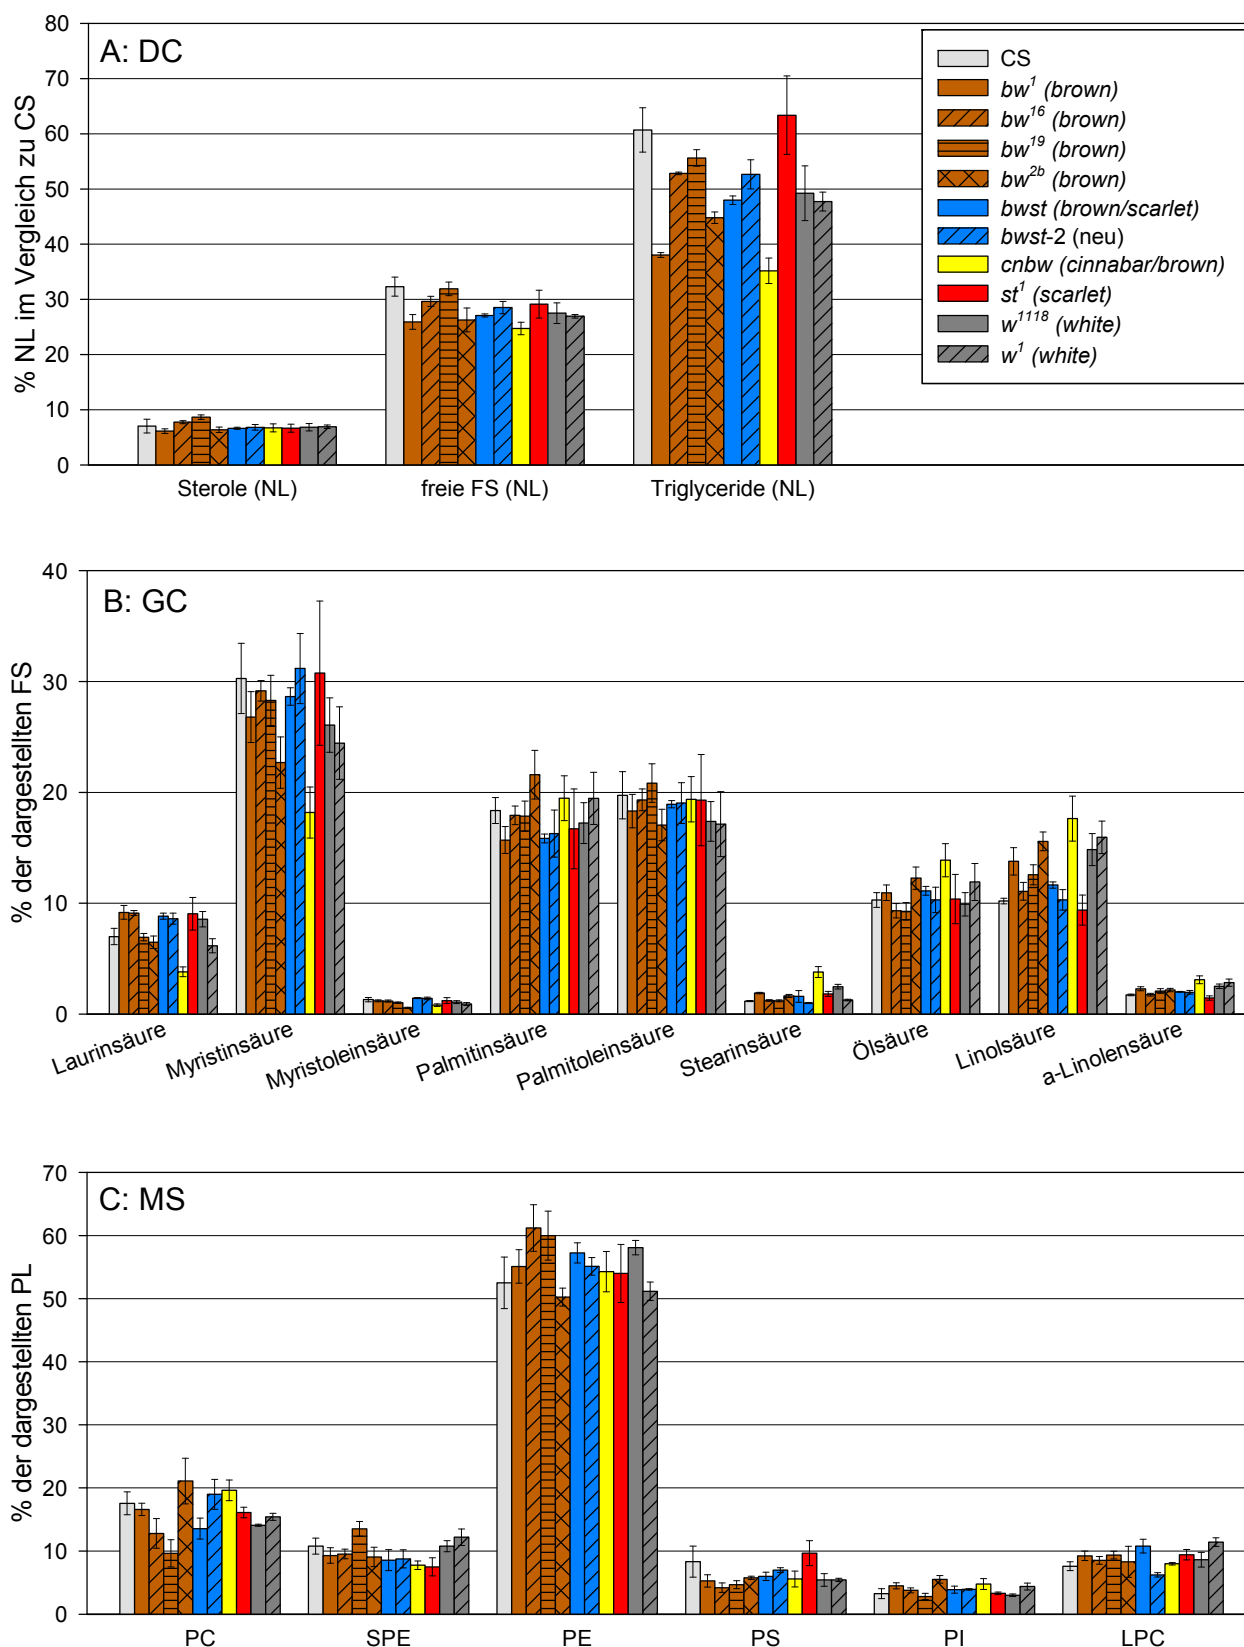 A: DC
% NL im Vergleich zu CS
80
70
60
50
40
30
20
10
0
Sterole (NL)
freie FS (NL)
Triglyceride (NL)
CS
bw1 (brown)
bw16 (brown)
bw19 (brown)
bw2b (brown)
bwst (brown/scarlet)
bwst-2 (neu)
cnbw (cinnabar/brown)
st1 (scarlet)
w1118 (white)
w1 (white)
B: GC
% der dargestellten FS
40
30
20
10
0
Laurinsäure
Myristinsäure
Myristoleinsäure
Palmitinsäure
Palmitoleinsäure
Stearinsäure
Ölsäure
Linolsäure
a-Linolensäure
C: MS
% der dargestellten PL
70
60
50
40
30
20
10
0
PC
SPE
PE
PS
PI
LPC